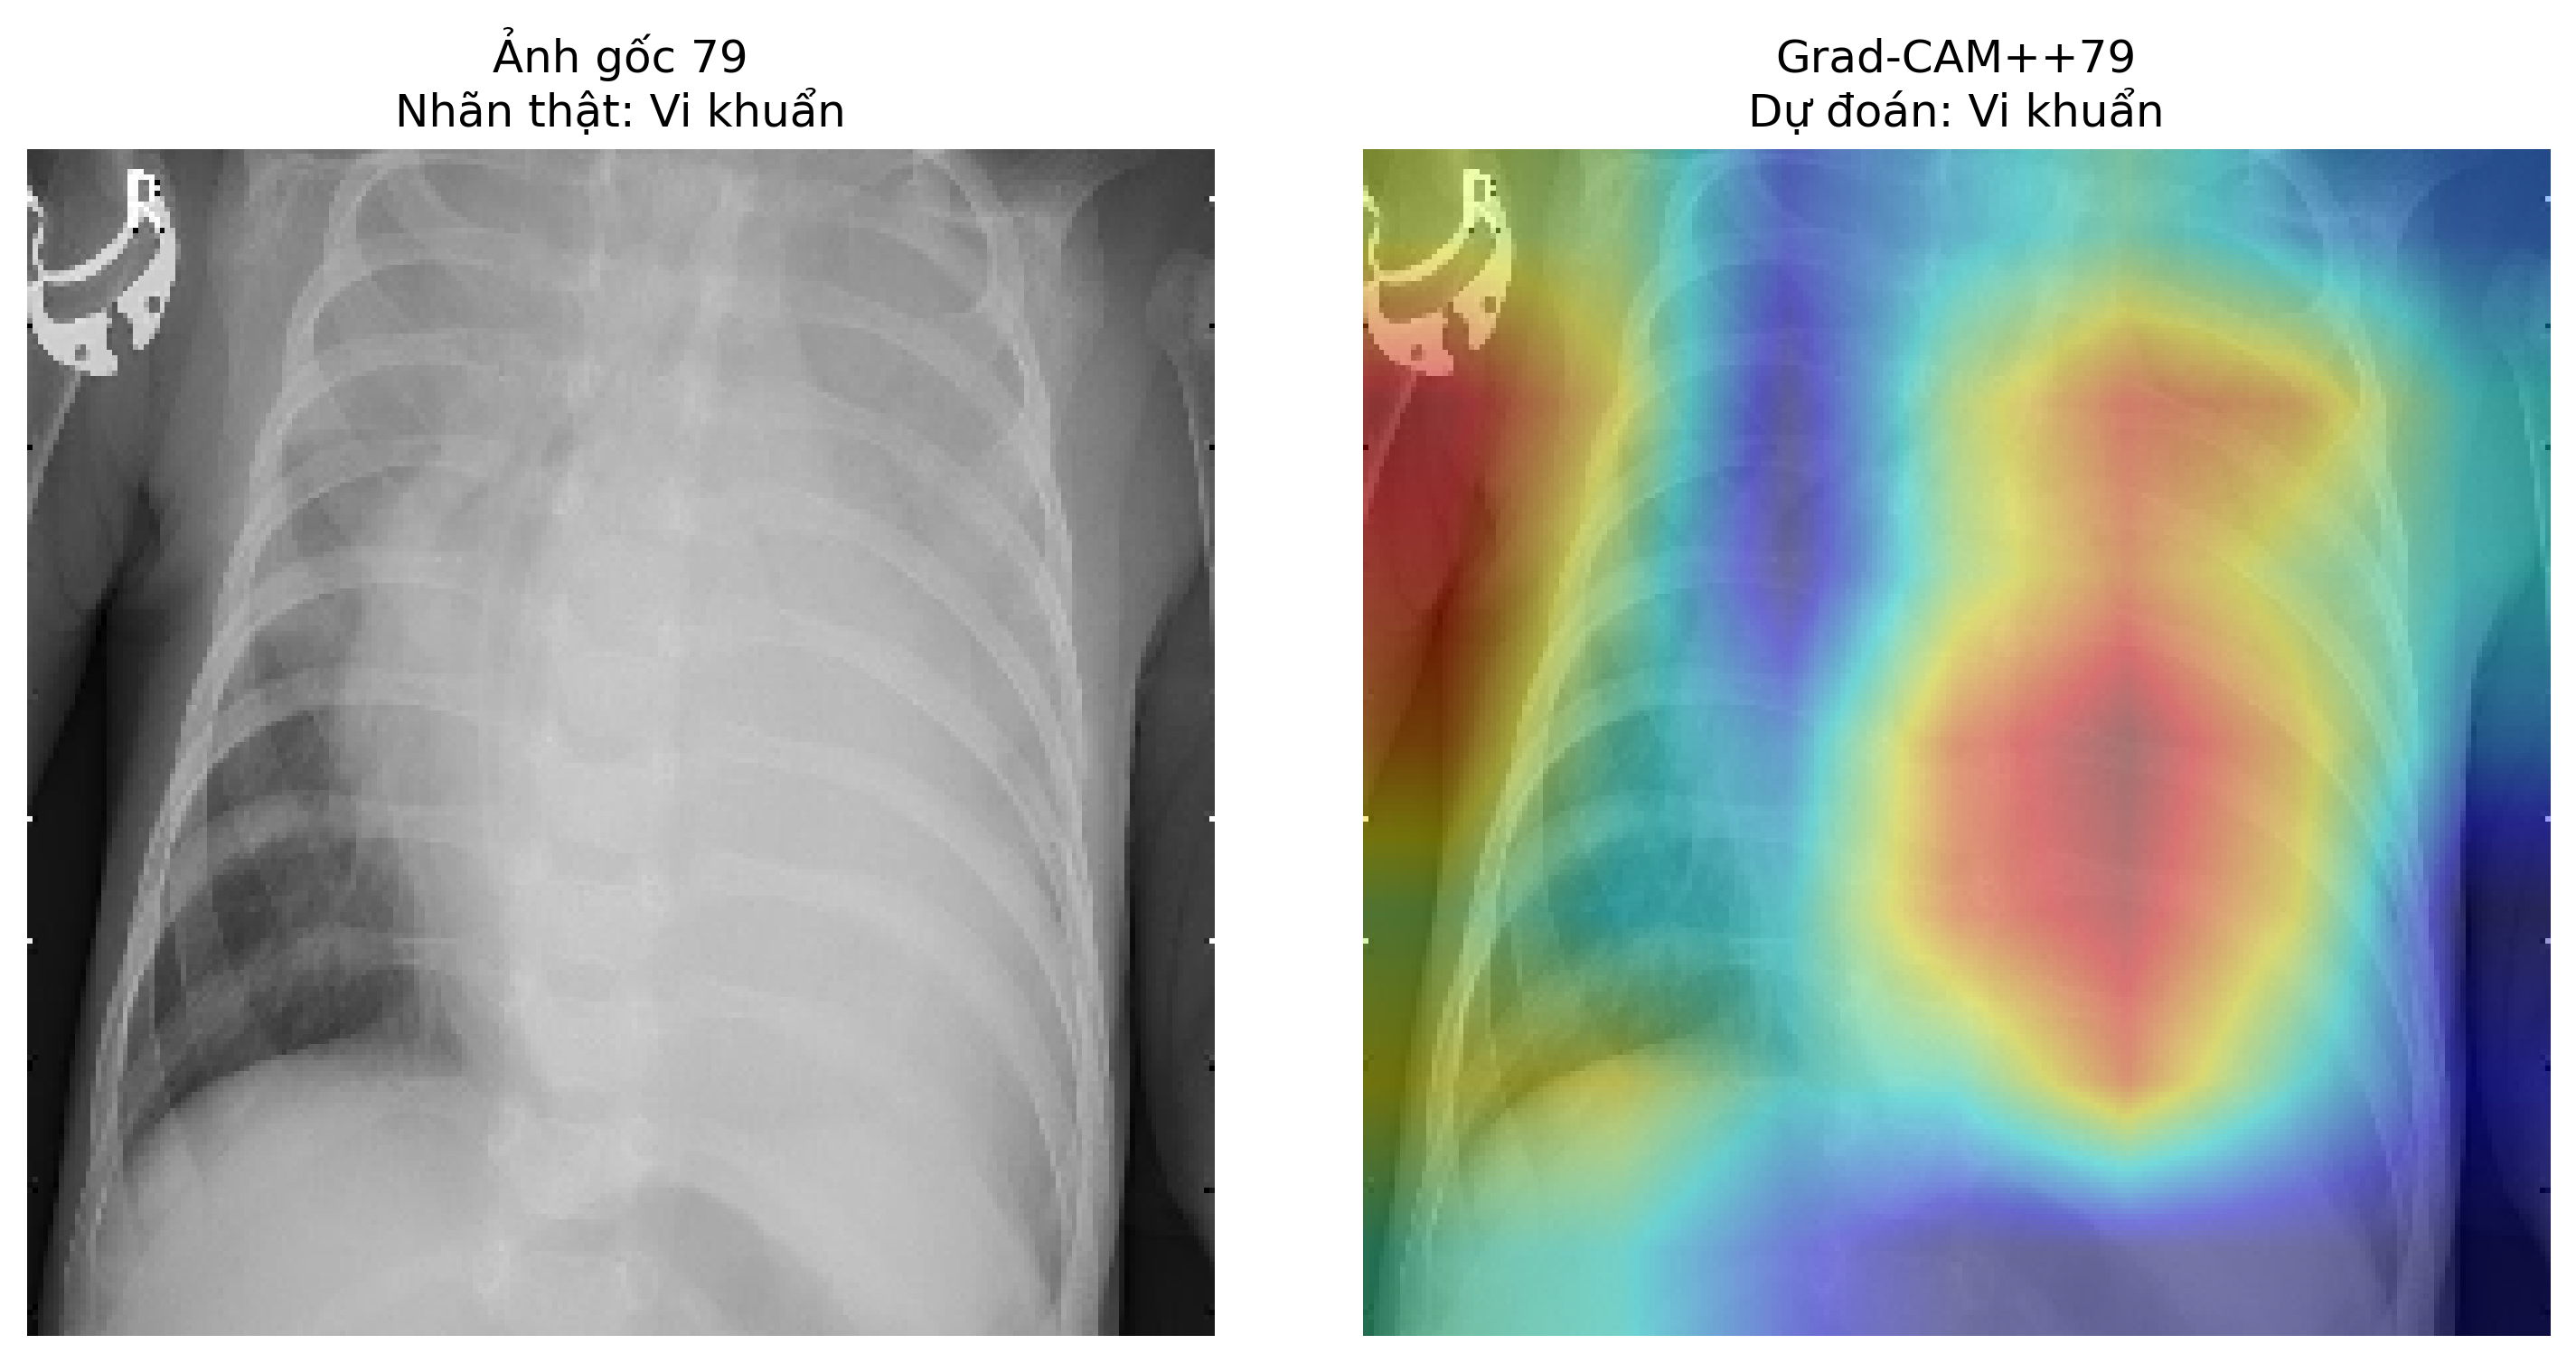 Ảnh gốc 79
Nhãn thật: Vi khuẩn
Grad-CAM++79
Dự đoán: Vi khuẩn
R
R